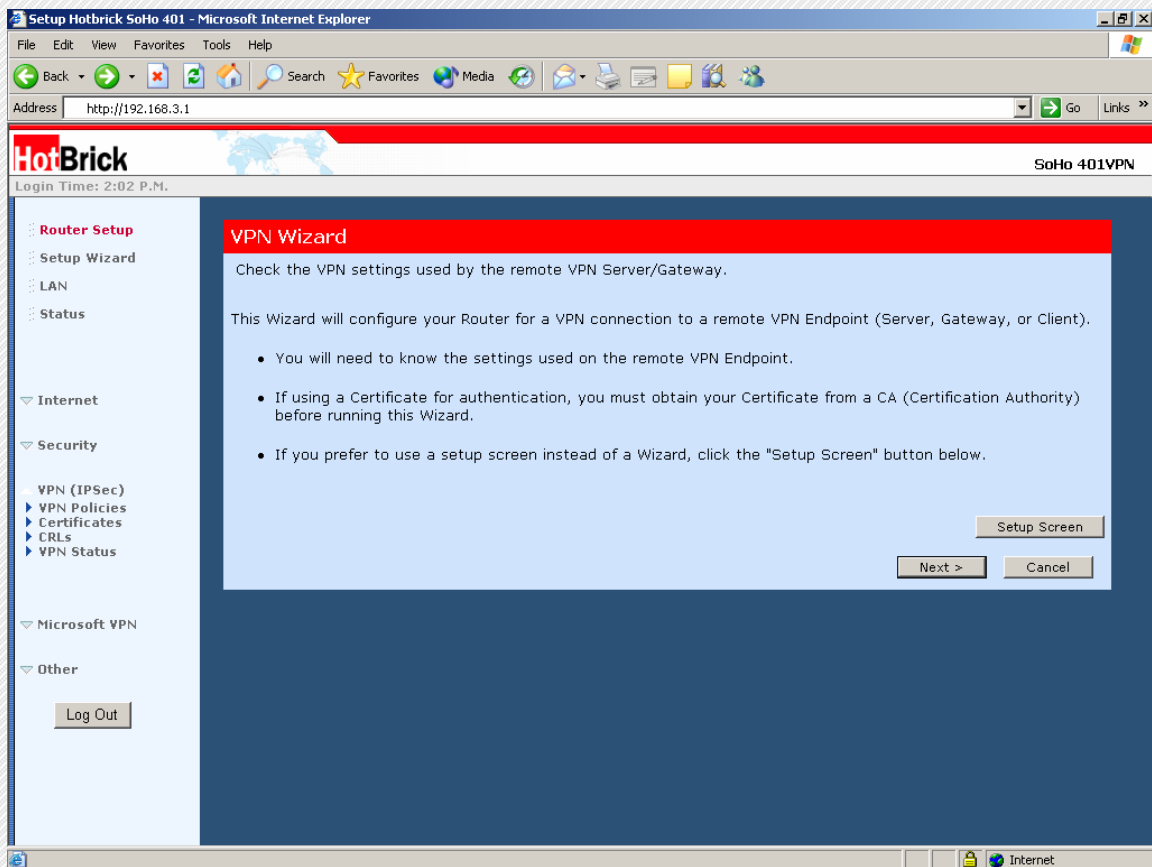 Setup Hotbrick SoHo 401 - Microsoft Internet Explorer
File Edit View Favorites Tools Help
Back Search Favorites Media
Address http://192.168.3.1 Go Links »
HotBrick
SoHo 401VPN
Login Time: 2:02 P.M.
Router Setup
Setup Wizard
LAN
Status
Internet
Security
VPN (IPSec)
VPN Policies
Certificates
CRLs
VPN Status
Microsoft VPN
Other
Log Out
VPN Wizard
Check the VPN settings used by the remote VPN Server/Gateway.
This Wizard will configure your Router for a VPN connection to a remote VPN Endpoint (Server, Gateway, or Client).
• You will need to know the settings used on the remote VPN Endpoint.
• If using a Certificate for authentication, you must obtain your Certificate from a CA (Certification Authority)
before running this Wizard.
• If you prefer to use a setup screen instead of a Wizard, click the "Setup Screen" button below.
Setup Screen
Next > Cancel
Internet